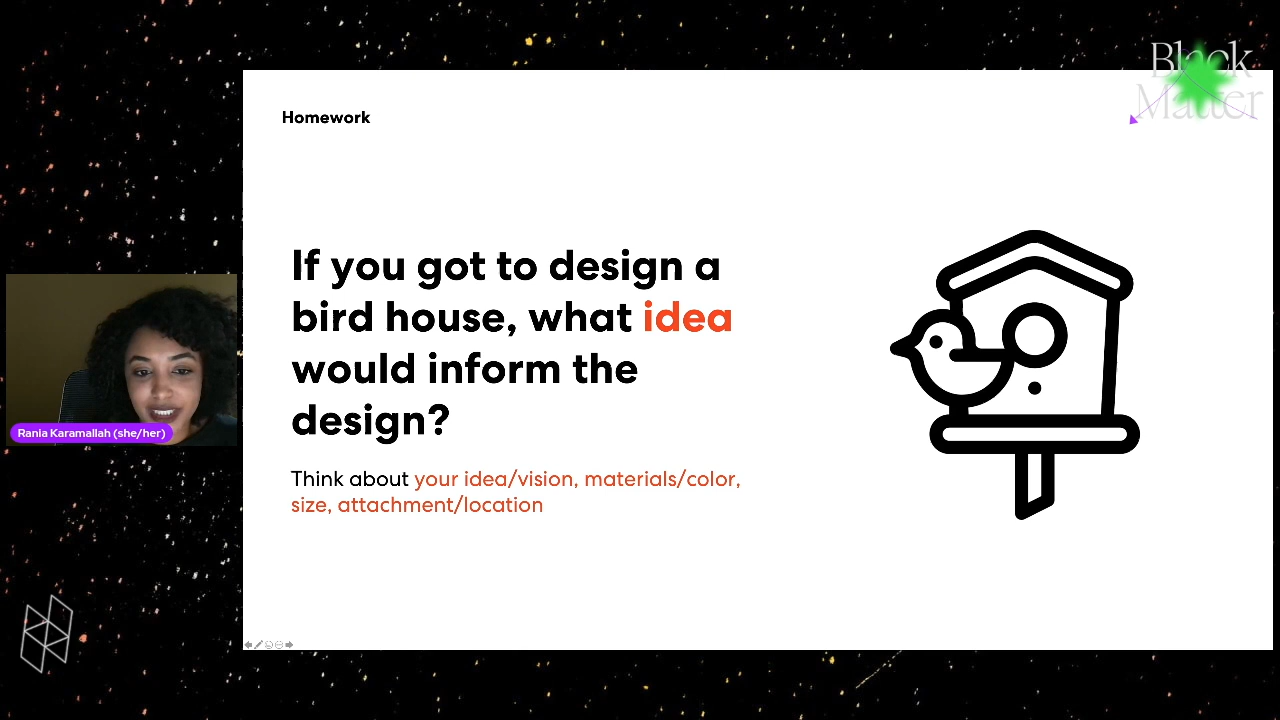 Black
Matter
Homework
If you got to design a
bird house, what idea
would inform the
design?
Think about your idea/vision, materials/color,
size, attachment/location
Rania Karamallah (she/her)